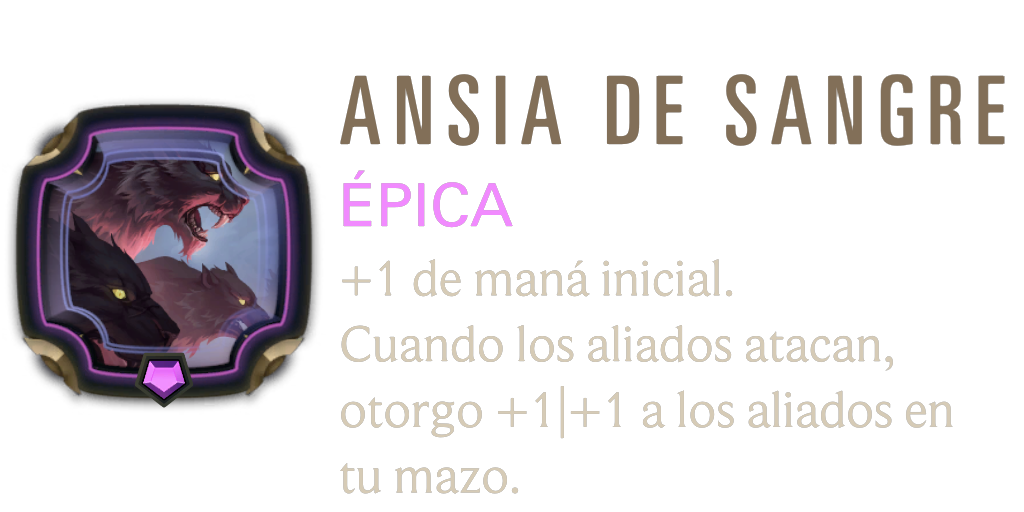 ANSIA DE SANGRE
ÉPICA
+1 de maná inicial.
Cuando los aliados atacan,
otorgo +1|+1 a los aliados en
tu mazo.